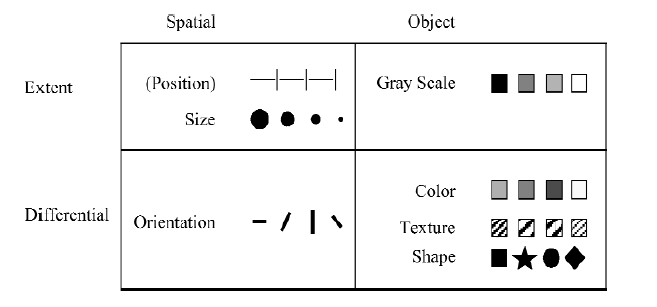 Spatial Object
Extent (Position) Gray Scale
Size
Color
Differential Orientation Texture
Shape